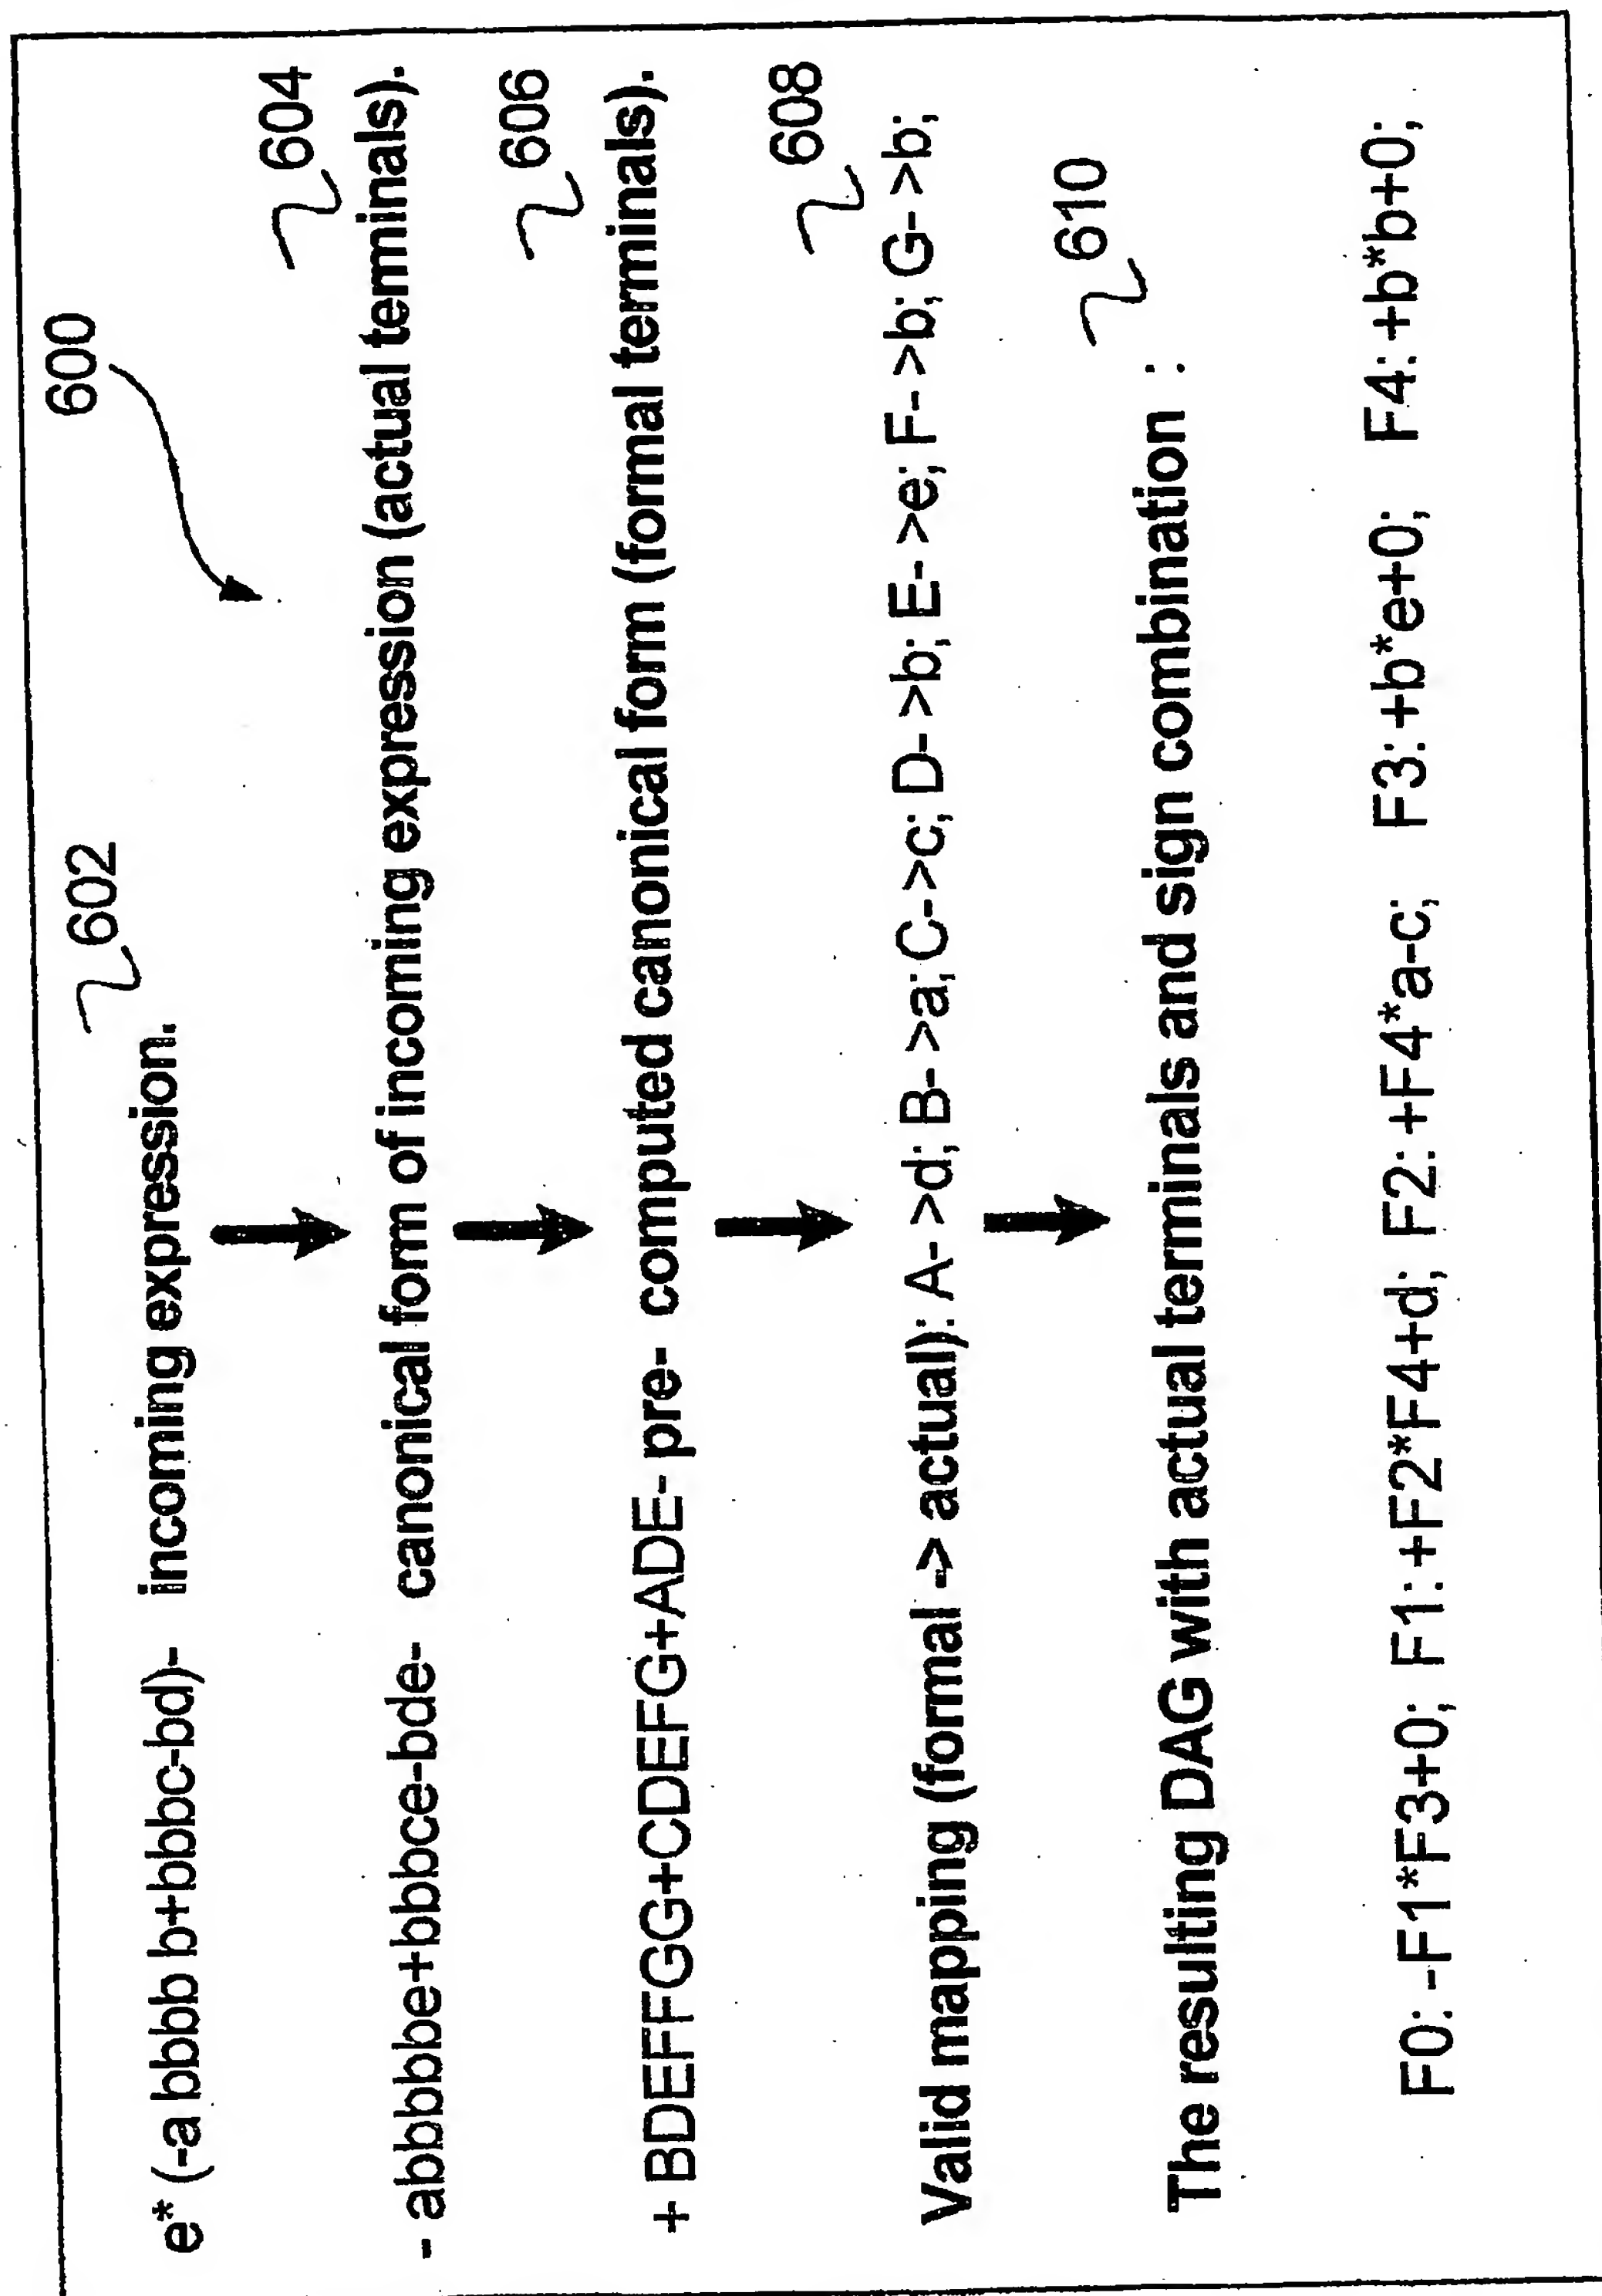 600
602
e* (-a bbbb b+bbbc-bd)- incoming expression.
604
- abbbbbe+bbbce-bde- canonical form of incoming expression (actual terminals).
606
+ BDEFFGG+CDEFG+ADE- pre- computed canonical form (formal terminals).
608
Valid mapping (formal -> actual): A- >d; B- >a; C->c; D- >b; E- >e; F- >b; G- >b;
610
The resulting DAG with actual terminals and sign combination :
F0: -F1*F3+0; F1: +F2*F4+d; F2: +F4*a-c; F3: +b*e+0; F4: +b*b+0;